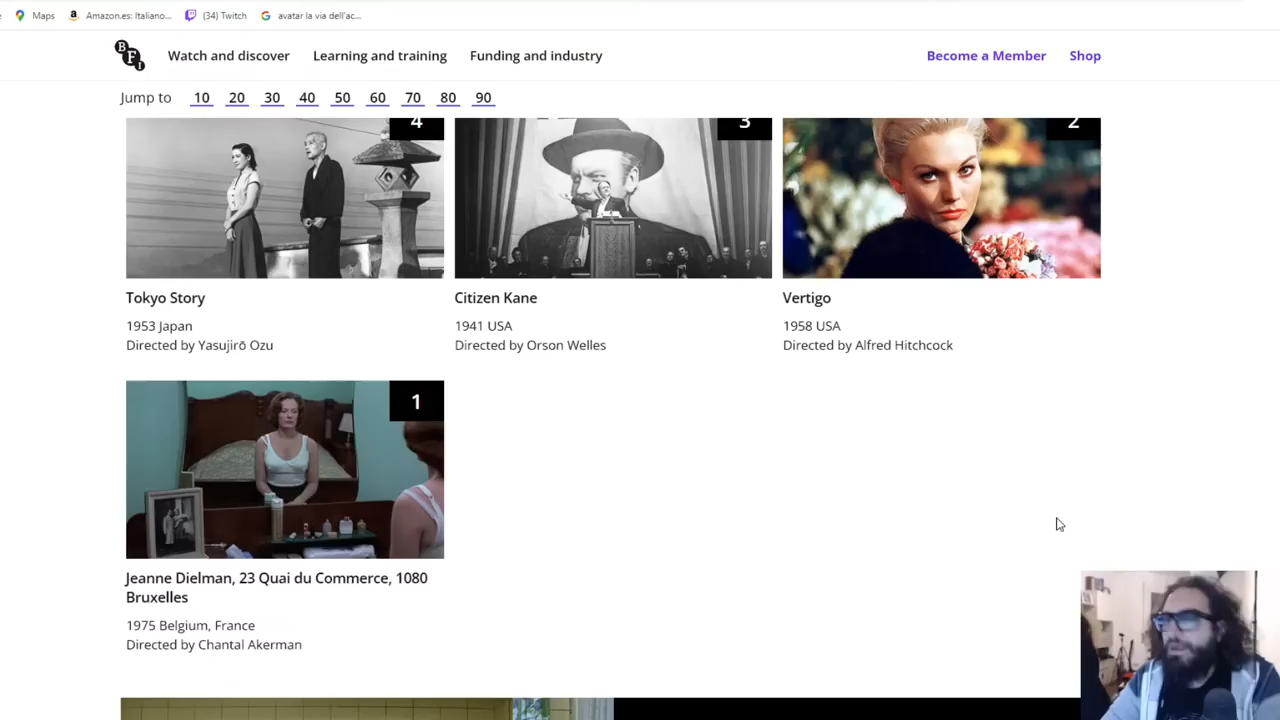 Maps
Amazon.es: Italiano...
(34) Twitch
avatar la via dell'ac...
BFI
Watch and discover
Learning and training
Funding and industry
Become a Member
Shop
Jump to 10 20 30 40 50 60 70 80 90
4
3
2
Tokyo Story
1953 Japan
Directed by Yasujirō Ozu
Citizen Kane
1941 USA
Directed by Orson Welles
Vertigo
1958 USA
Directed by Alfred Hitchcock
1
Jeanne Dielman, 23 Quai du Commerce, 1080
Bruxelles
1975 Belgium, France
Directed by Chantal Akerman